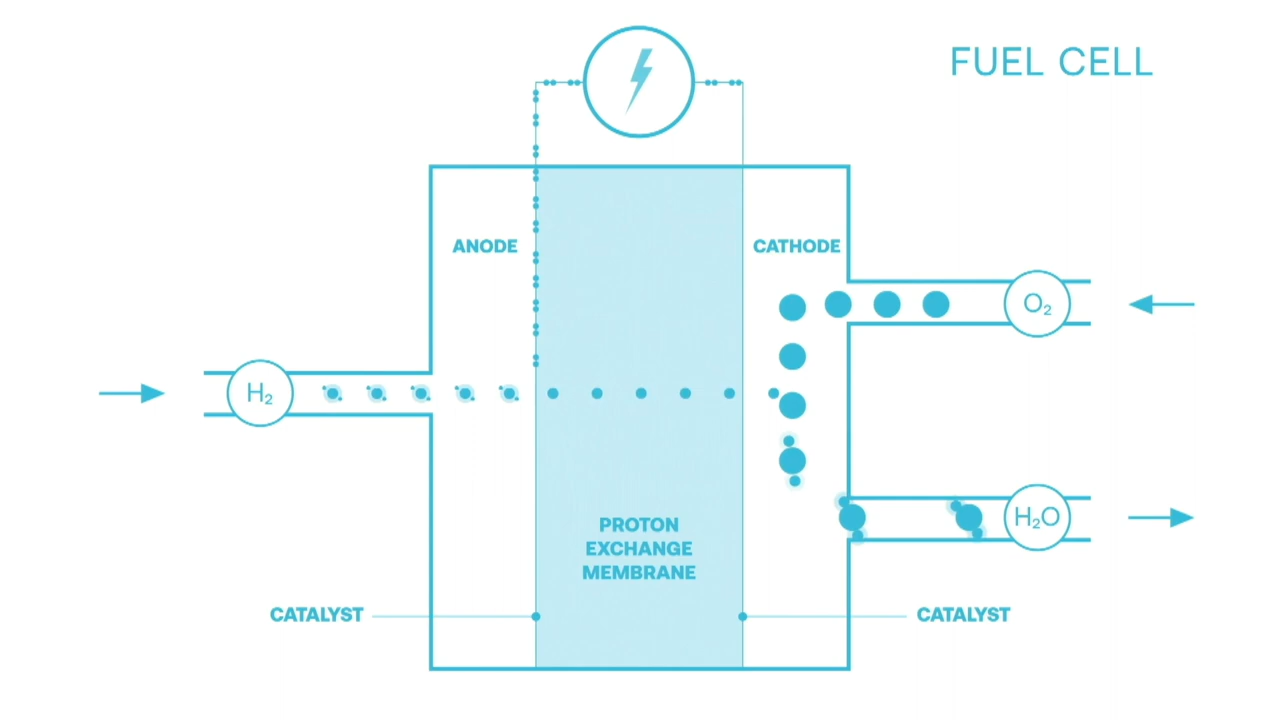 FUEL CELL
ANODE
CATHODE
O₂
H₂
PROTON
EXCHANGE
MEMBRANE
H₂O
CATALYST
CATALYST